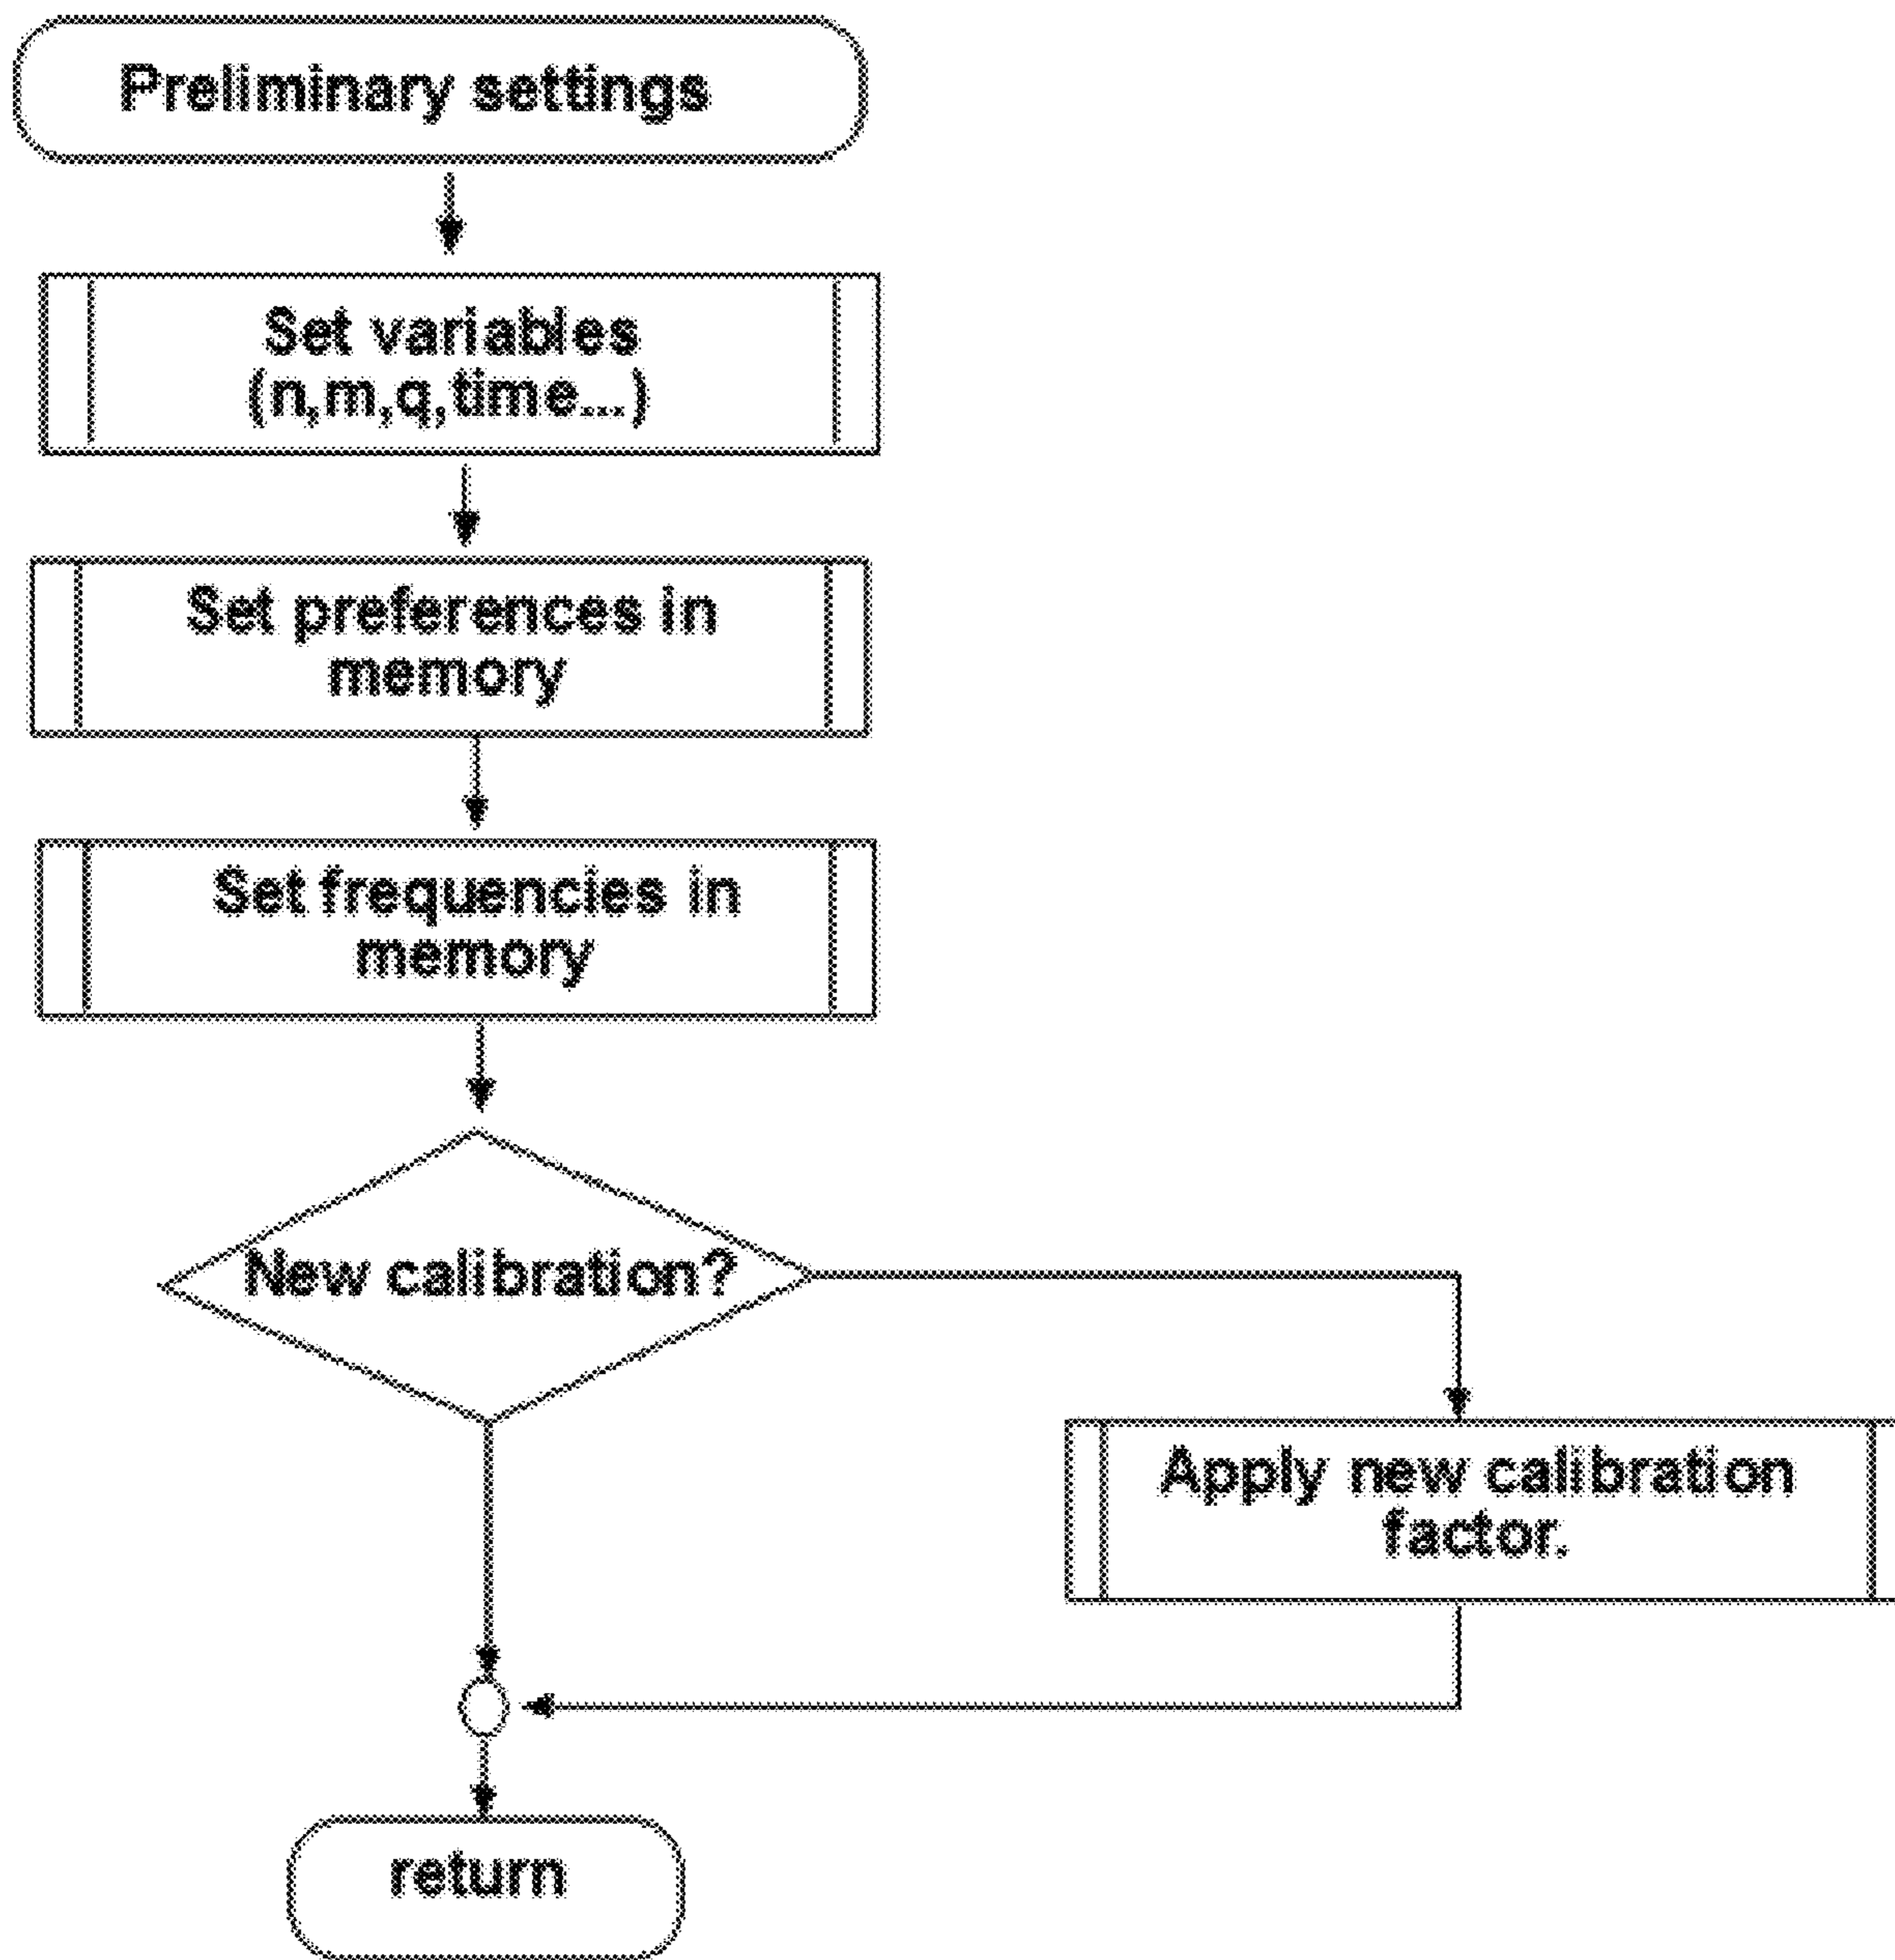 Preliminary settings
Set variables
(n,m,q,time...)
Set preferences in
memory
Set frequencies in
memory
New calibration?
Apply new calibration
factor.
return